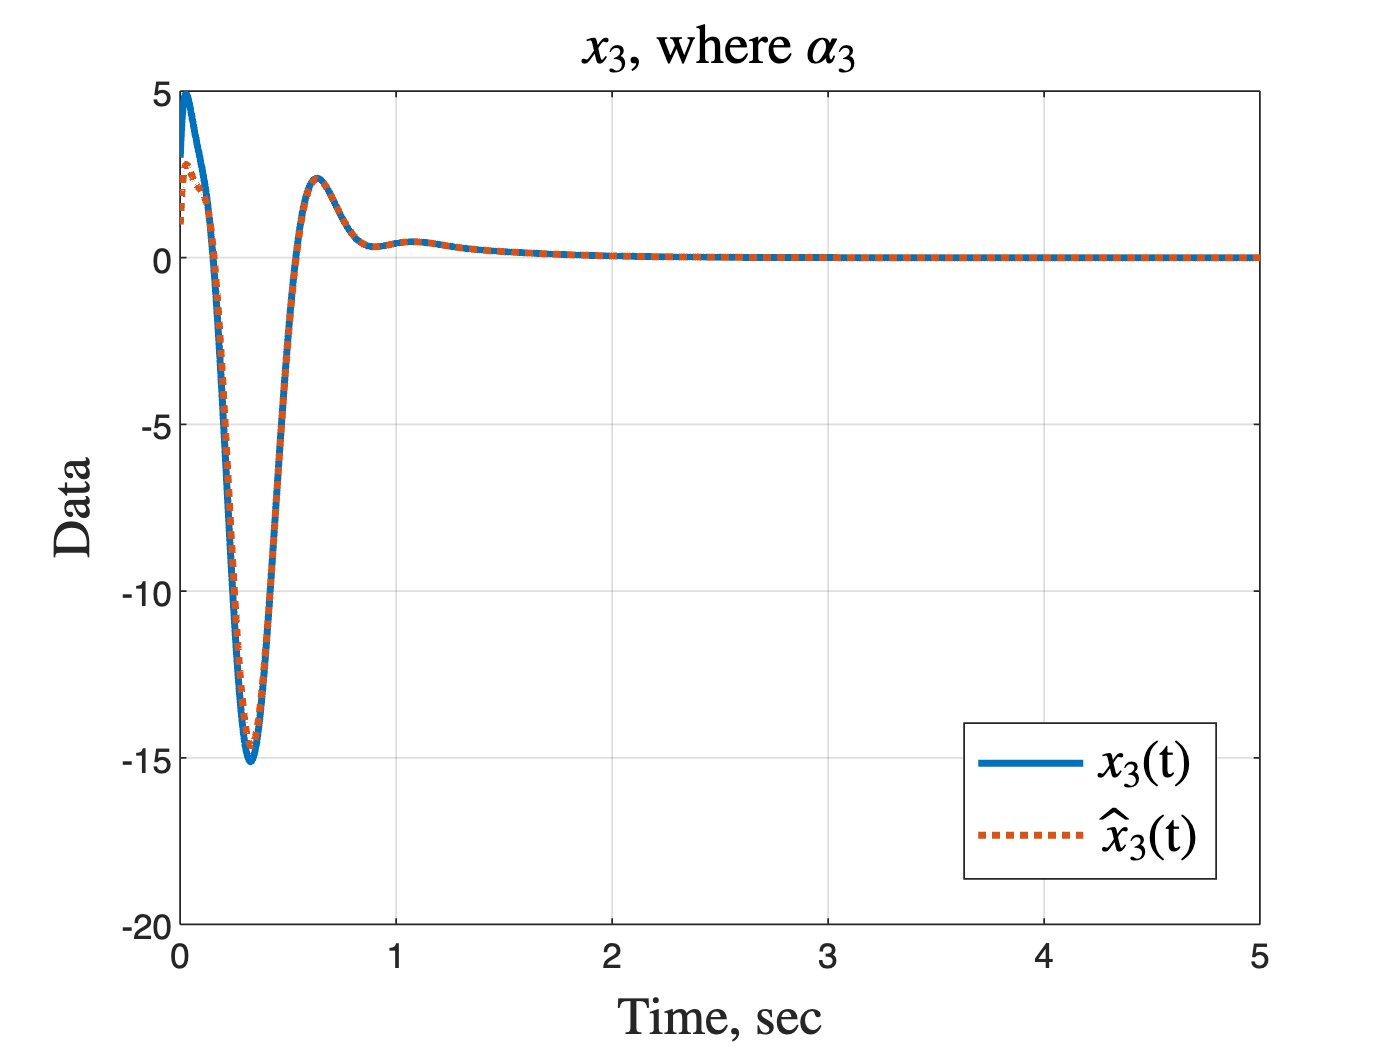 x₃, where α₃
5
0
-5
-10
-15
-20
Data
x₃(t)
x̂₃(t)
0 1 2 3 4 5
Time, sec